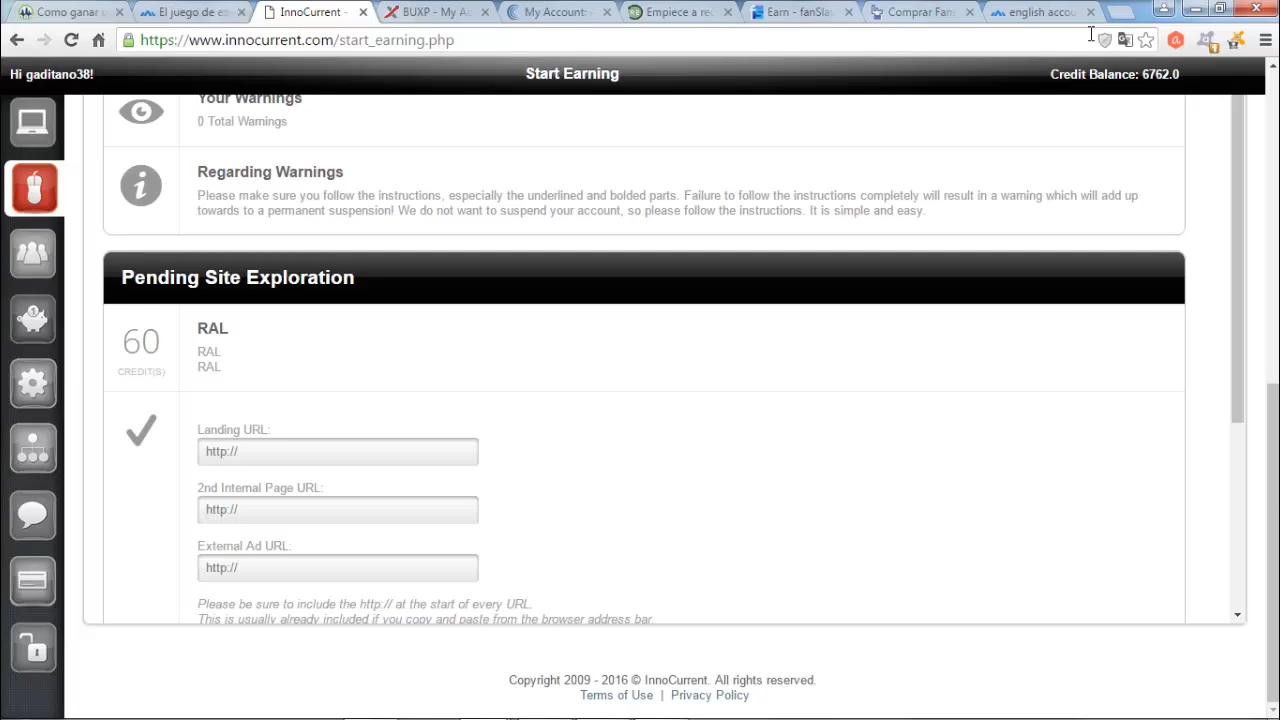 Como ganar un
El juego de es
InnoCurrent -
BUXP - My Ac
My Account:
Empiece a rec
Earn - fanSlav
Comprar Fans
english accou
https://www.innocurrent.com/start_earning.php
Hi gaditano38!
Start Earning
Credit Balance: 6762.0
Your Warnings
0 Total Warnings
Regarding Warnings
Please make sure you follow the instructions, especially the underlined and bolded parts. Failure to follow the instructions completely will result in a warning which will add up
towards to a permanent suspension! We do not want to suspend your account, so please follow the instructions. It is simple and easy.
Pending Site Exploration
60
CREDIT(S)
RAL
RAL
RAL
Landing URL:
http://
2nd Internal Page URL:
http://
External Ad URL:
http://
Please be sure to include the http:// at the start of every URL.
This is usually already included if you copy and paste from the browser address bar.
Copyright 2009 - 2016 © InnoCurrent. All rights reserved.
Terms of Use | Privacy Policy